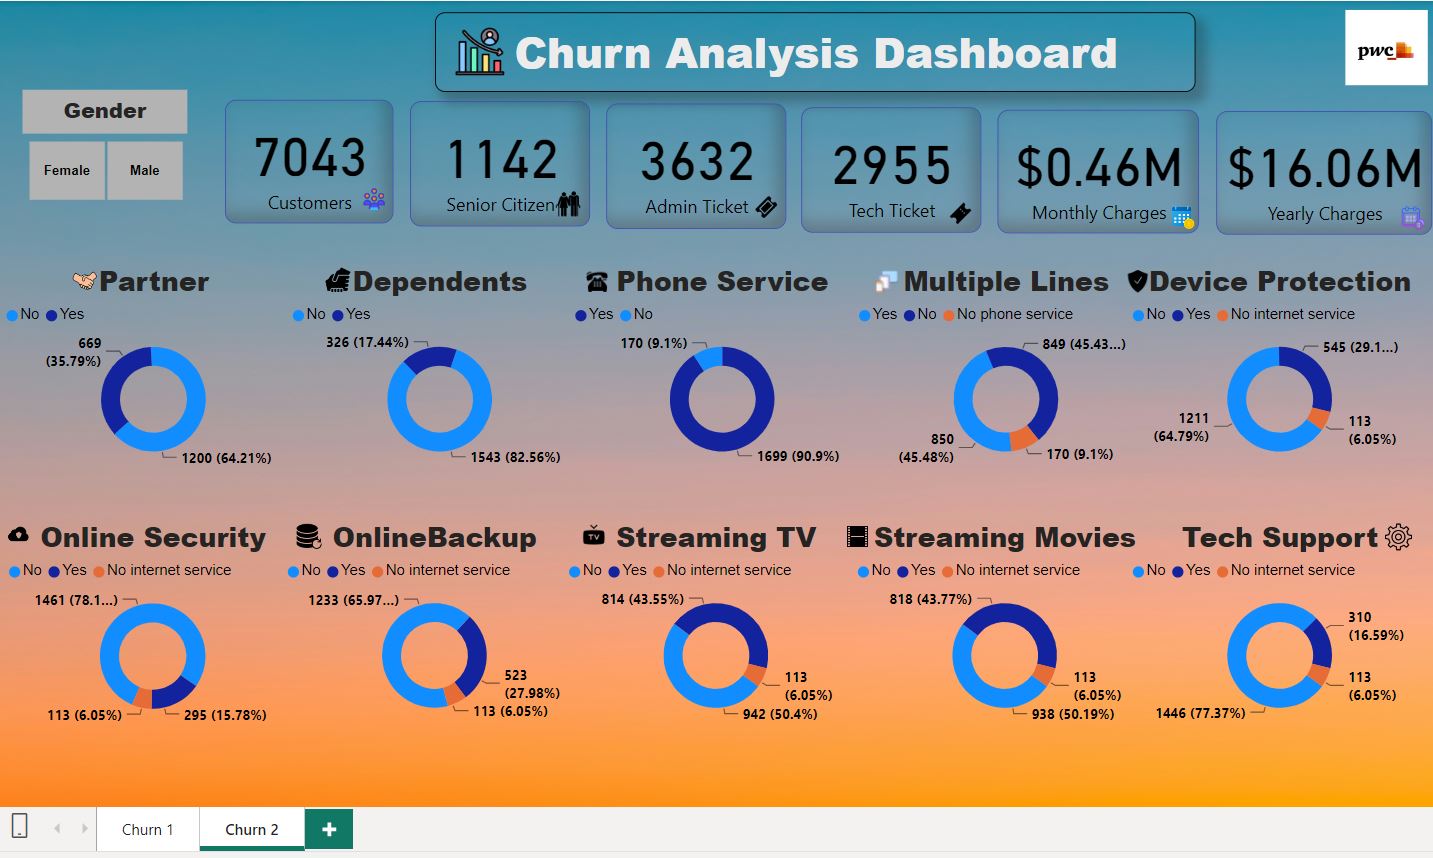 Churn Analysis Dashboard
pwc
Gender
Female Male
7043
Customers
1142
Senior Citizen
3632
Admin Ticket
2955
Tech Ticket
$0.46M
Monthly Charges
$16.06M
Yearly Charges
Partner
No Yes
669
(35.79%)
1200 (64.21%)
Dependents
No Yes
326 (17.44%)
1543 (82.56%)
Phone Service
Yes No
170 (9.1%)
1699 (90.9%)
Multiple Lines
Yes No No phone service
849 (45.43...)
850
(45.48%)
170 (9.1%)
Device Protection
No Yes No internet service
545 (29.1...)
1211
(64.79%)
113
(6.05%)
Online Security
No Yes No internet service
1461 (78.1...)
113 (6.05%)
295 (15.78%)
OnlineBackup
No Yes No internet service
1233 (65.97...)
523
(27.98%)
113 (6.05%)
TV
Streaming TV
No Yes No internet service
814 (43.55%)
113
(6.05%)
942 (50.4%)
Streaming Movies
No Yes No internet service
818 (43.77%)
113
(6.05%)
938 (50.19%)
Tech Support
No Yes No internet service
310
(16.59%)
113
(6.05%)
1446 (77.37%)
Churn 1
Churn 2